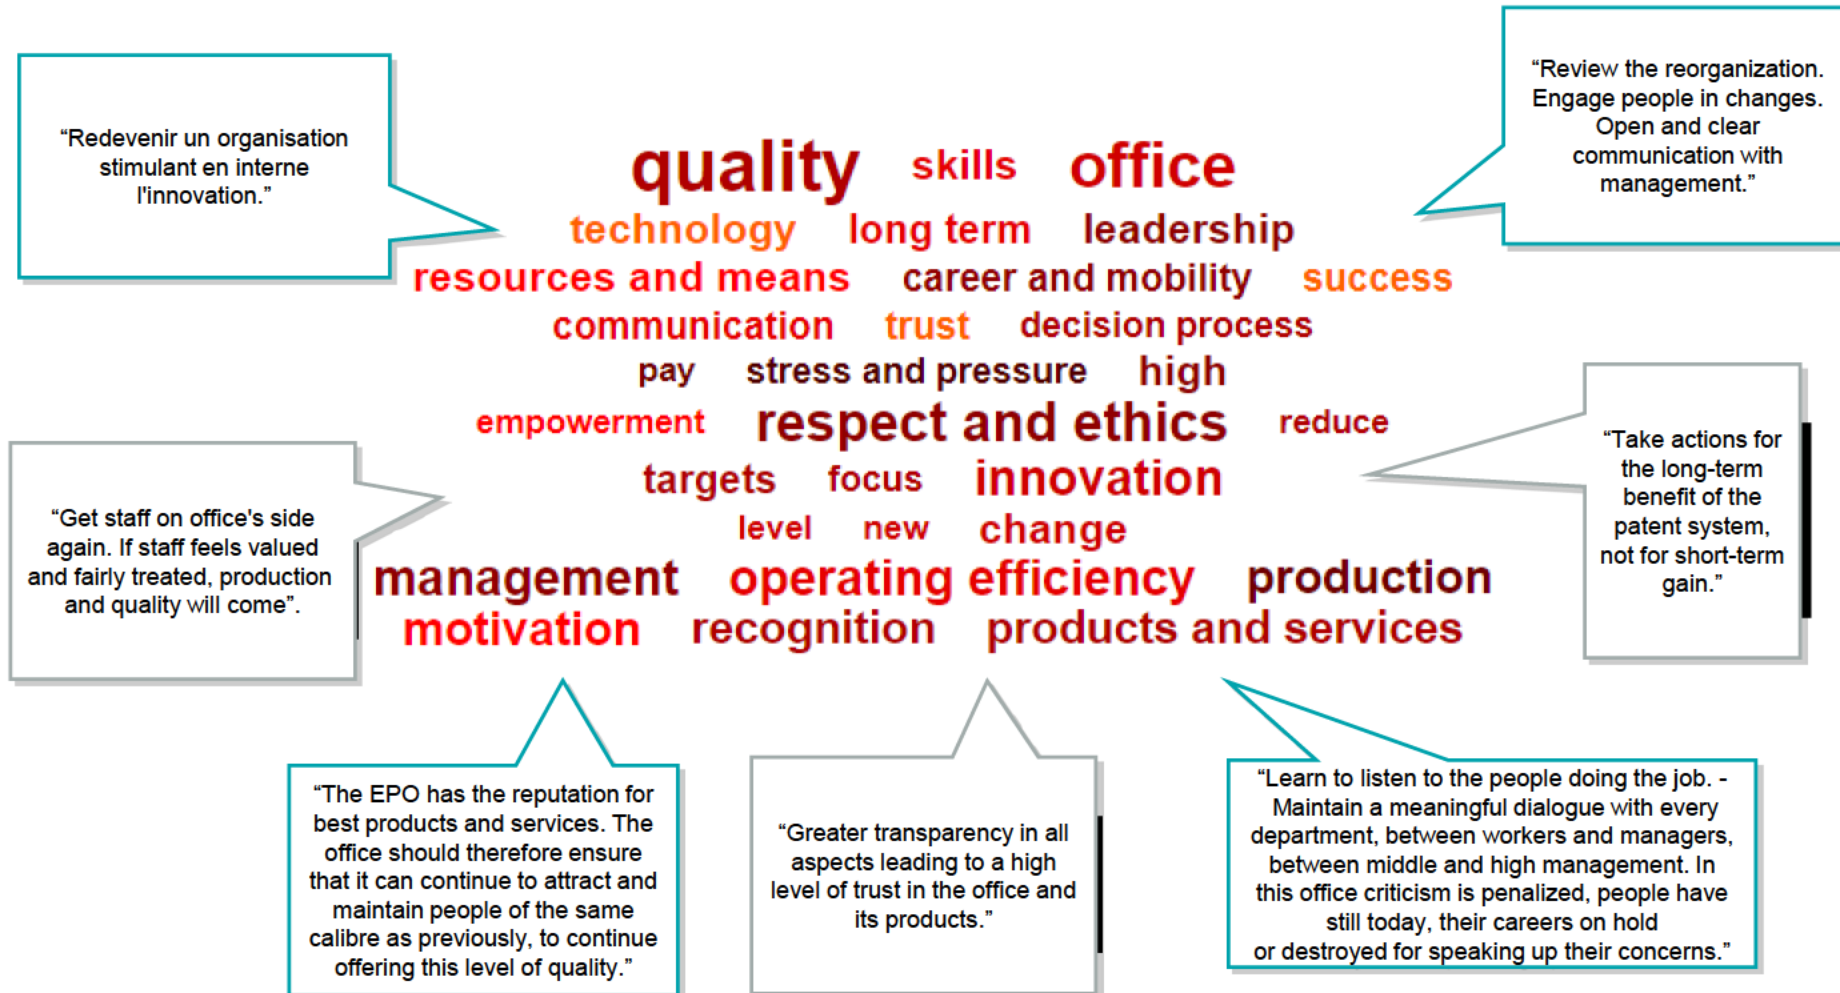 “Redevenir un organisation
stimulant en interne
l'innovation.”
“Review the reorganization.
Engage people in changes.
Open and clear
communication with
management.”
quality skills office
technology long term leadership
resources and means career and mobility success
communication trust decision process
pay stress and pressure high
empowerment respect and ethics reduce
targets focus innovation
level new change
management operating efficiency production
motivation recognition products and services
“Get staff on office's side
again. If staff feels valued
and fairly treated, production
and quality will come”.
“Take actions for
the long-term
benefit of the
patent system,
not for short-term
gain.”
“The EPO has the reputation for
best products and services. The
office should therefore ensure
that it can continue to attract and
maintain people of the same
calibre as previously, to continue
offering this level of quality.”
“Greater transparency in all
aspects leading to a high
level of trust in the office and
its products.”
“Learn to listen to the people doing the job. -
Maintain a meaningful dialogue with every
department, between workers and managers,
between middle and high management. In
this office criticism is penalized, people have
still today, their careers on hold
or destroyed for speaking up their concerns.”